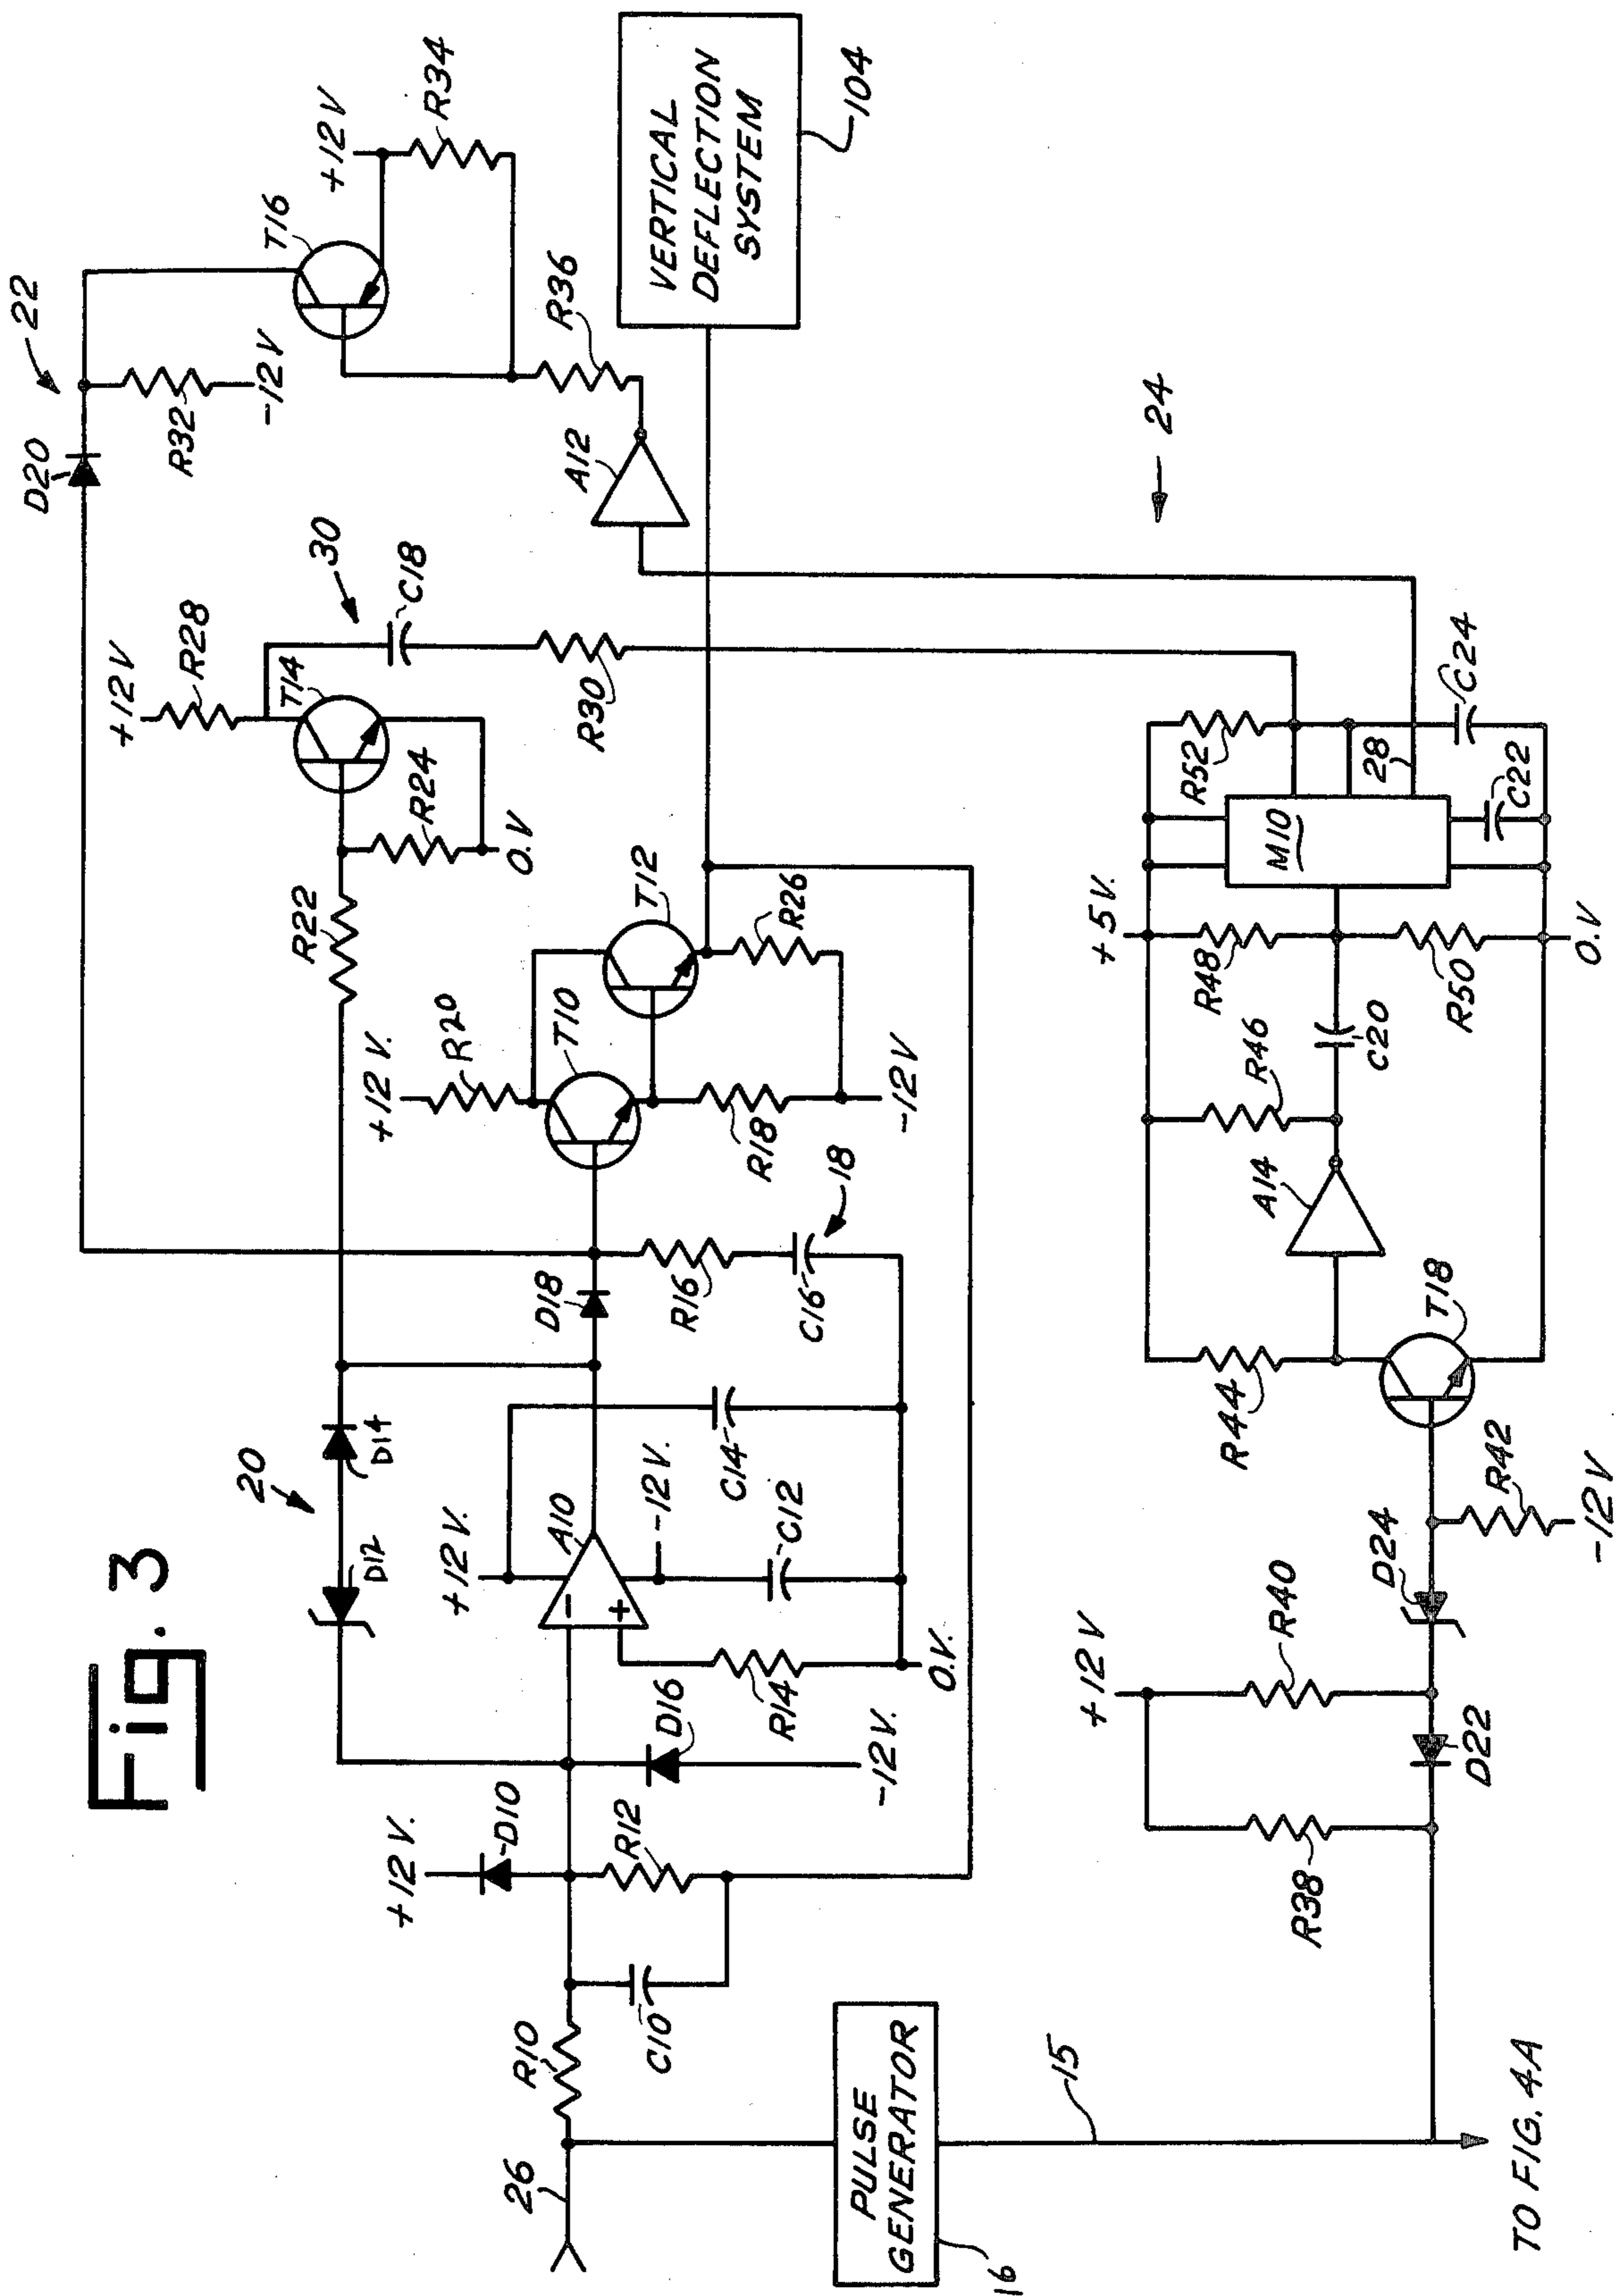 Fig. 3
26
R10
C10
+12 V.
D10
R12
D16
-12V.
20
D12
D14
+12V.
A10
-
+
-12V.
R14
C12
C14
0.V.
D18
R16
C16
18
R22
+12 V.
R20
T10
R18
-12V
T12
R26
R24
0.V
+12V
R28
T14
30
C18
R30
D20
22
R32
-12V
T16
+12V
R34
R36
A12
VERTICAL
DEFLECTION
SYSTEM
104
PULSE
GENERATOR
16
15
TO FIG. 4A
+12V
R38
R40
D22
D24
R42
-12V
R44
T18
A14
R46
C20
+5V.
R48
R50
0.V
M10
R52
28
C22
C24
24